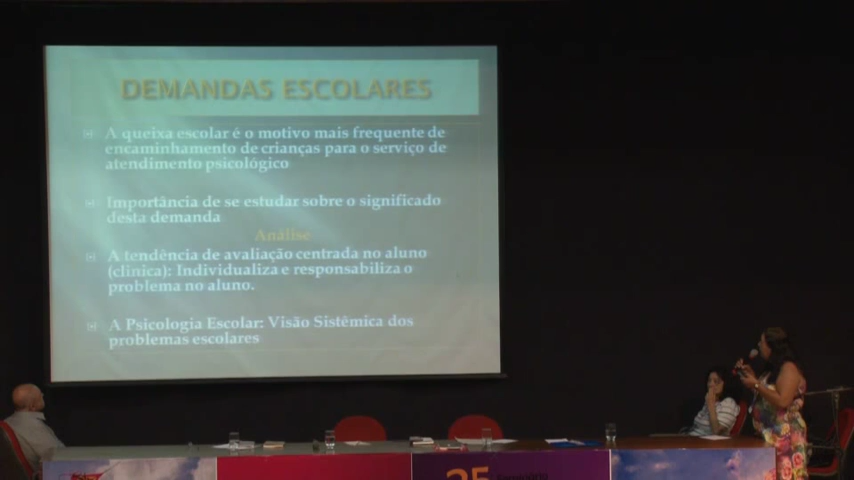 DEMANDAS ESCOLARES
A queixa escolar é o motivo mais frequente de
encaminhamento de crianças para o serviço de
atendimento psicológico
Importância de se estudar sobre o significado
desta demanda
Análise
A tendência de avaliação centrada no aluno
(clínica): Individualiza e responsabiliza o
problema no aluno.
A Psicologia Escolar: Visão Sistêmica dos
problemas escolares
25